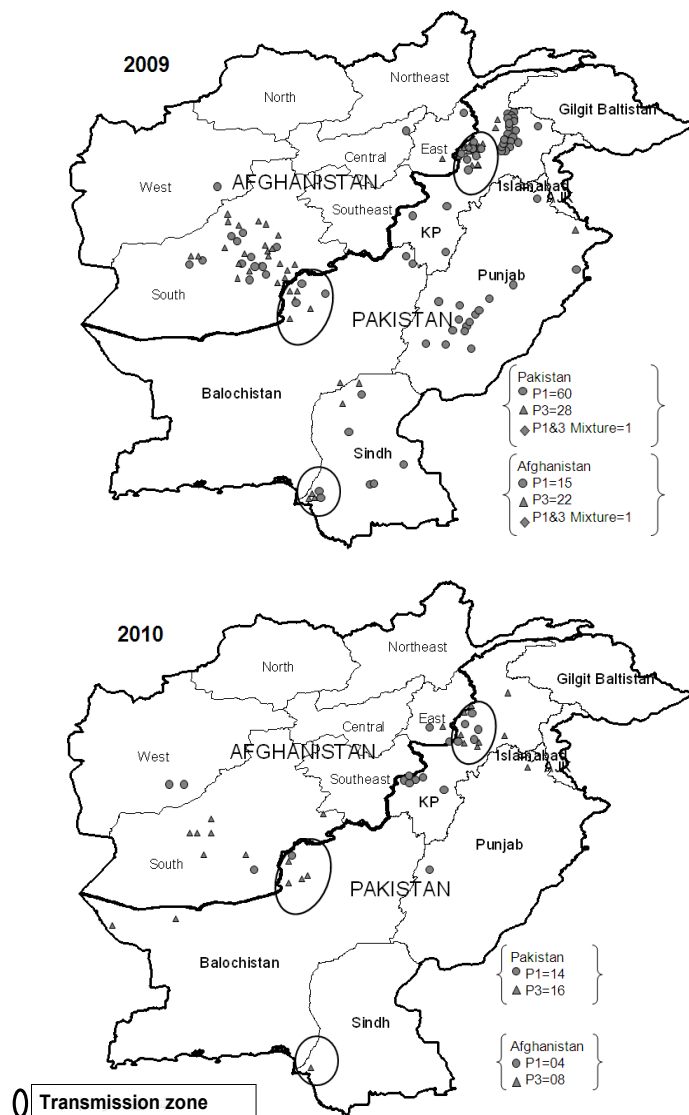 2009
Northeast
North
Gilgit Baltistan
Central
East
West
AFGHANISTAN
Islamabad
AJK
Southeast
KP
Punjab
South
PAKISTAN
Balochistan
Pakistan
P1=60
P3=28
P1&3 Mixture=1
Sindh
Afghanistan
P1=15
P3=22
P1&3 Mixture=1
2010
Northeast
North
Gilgit Baltistan
Central
East
West
AFGHANISTAN
Islamabad
AJK
Southeast
KP
Punjab
South
PAKISTAN
Balochistan
Pakistan
P1=14
P3=16
Sindh
Afghanistan
P1=04
P3=08
Transmission zone